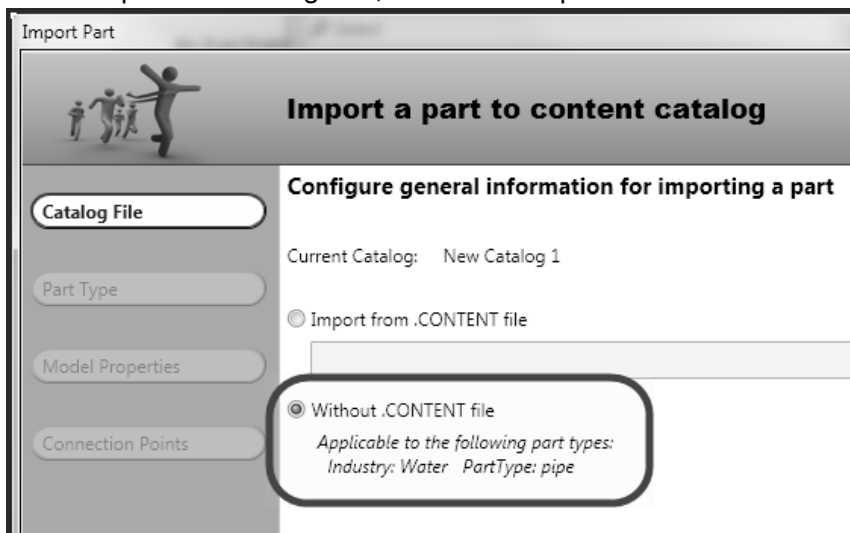 Import Part
Import a part to content catalog
Configure general information for importing a part
Catalog File
Current Catalog: New Catalog 1
Part Type
Import from .CONTENT file
Model Properties
Without .CONTENT file
Applicable to the following part types:
Connection Points
Industry: Water PartType: pipe